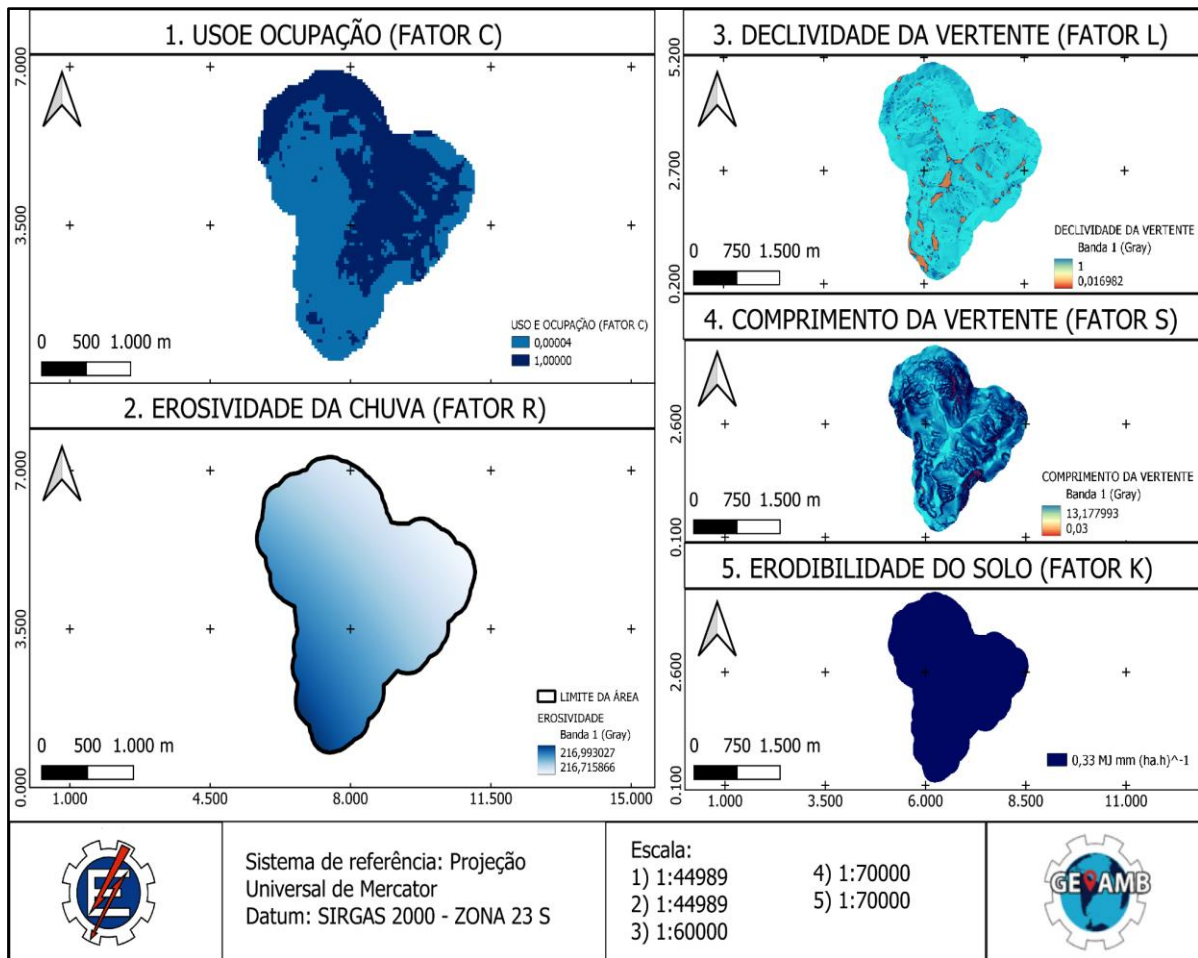 1. USOE OCUPAÇÃO (FATOR C)
7.000
3.500
0 500 1.000 m
USO E OCUPAÇÃO (FATOR C)
0,00004
1,00000
2. EROSIVIDADE DA CHUVA (FATOR R)
7.000
3.500
0.000
0 500 1.000 m
LIMITE DA ÁREA
EROSIVIDADE
Banda 1 (Gray)
216,993027
216,715866
1.000 4.500 8.000 11.500 15.000
3. DECLIVIDADE DA VERTENTE (FATOR L)
5.200
2.700
0.200
0 750 1.500 m
DECLIVIDADE DA VERTENTE
Banda 1 (Gray)
1
0,016982
4. COMPRIMENTO DA VERTENTE (FATOR S)
2.600
0.100
0 750 1.500 m
COMPRIMENTO DA VERTENTE
Banda 1 (Gray)
13,177993
0,03
5. ERODIBILIDADE DO SOLO (FATOR K)
2.600
0.100
0 750 1.500 m
0,33 MJ mm (ha.h)^-1
1.000 3.500 6.000 8.500 11.000
E
Sistema de referência: Projeção
Universal de Mercator
Datum: SIRGAS 2000 - ZONA 23 S
Escala:
1) 1:44989
2) 1:44989
3) 1:60000
4) 1:70000
5) 1:70000
GEOAMB